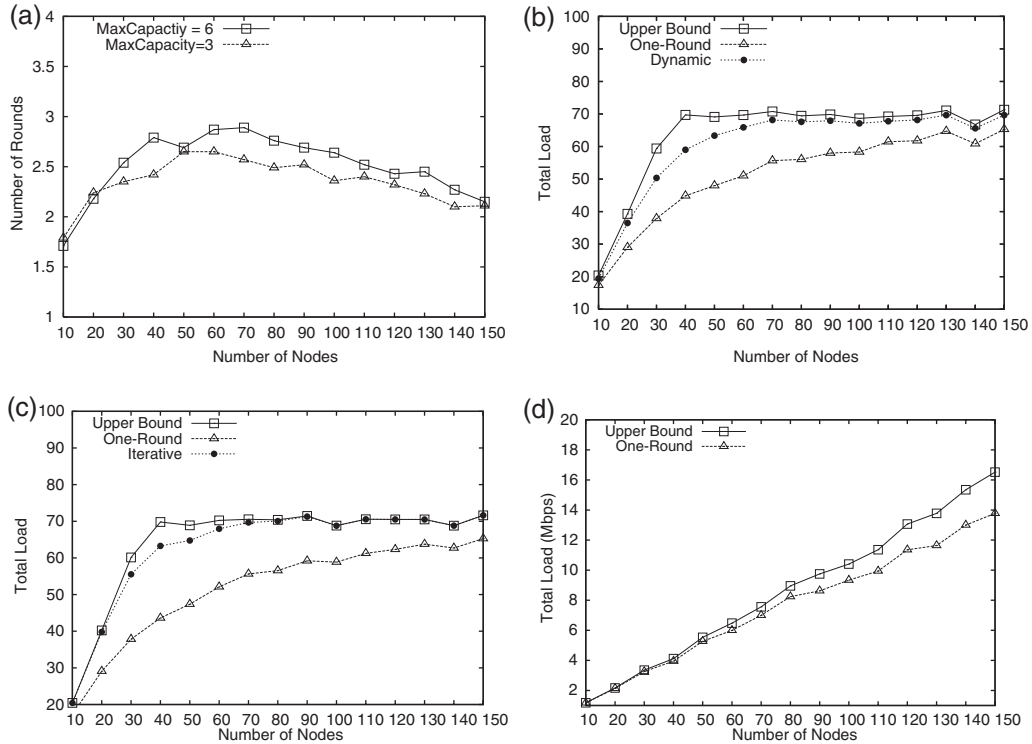 (a)
MaxCapactiy = 6
MaxCapacity=3
4
3.5
3
2.5
2
1.5
1
Number of Rounds
10 20 30 40 50 60 70 80 90 100 110 120 130 140 150
Number of Nodes
(b)
Upper Bound
One-Round
Dynamic
100
90
80
70
60
50
40
30
20
10
Total Load
10 20 30 40 50 60 70 80 90 100 110 120 130 140 150
Number of Nodes
(c)
Upper Bound
One-Round
Iterative
100
90
80
70
60
50
40
30
20
Total Load
10 20 30 40 50 60 70 80 90 100 110 120 130 140 150
Number of Nodes
(d)
Upper Bound
One-Round
20
18
16
14
12
10
8
6
4
2
Total Load (Mbps)
10 20 30 40 50 60 70 80 90 100 110 120 130 140 150
Number of Nodes